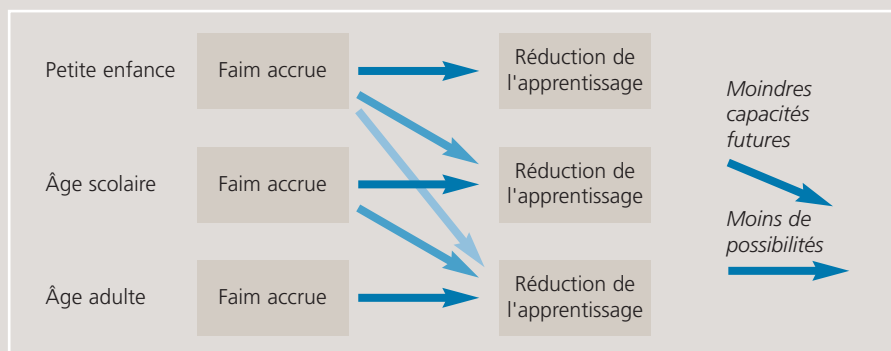 Petite enfance
Faim accrue
Réduction de
l'apprentissage
Âge scolaire
Faim accrue
Réduction de
l'apprentissage
Âge adulte
Faim accrue
Réduction de
l'apprentissage
Moindres
capacités
futures
Moins de
possibilités